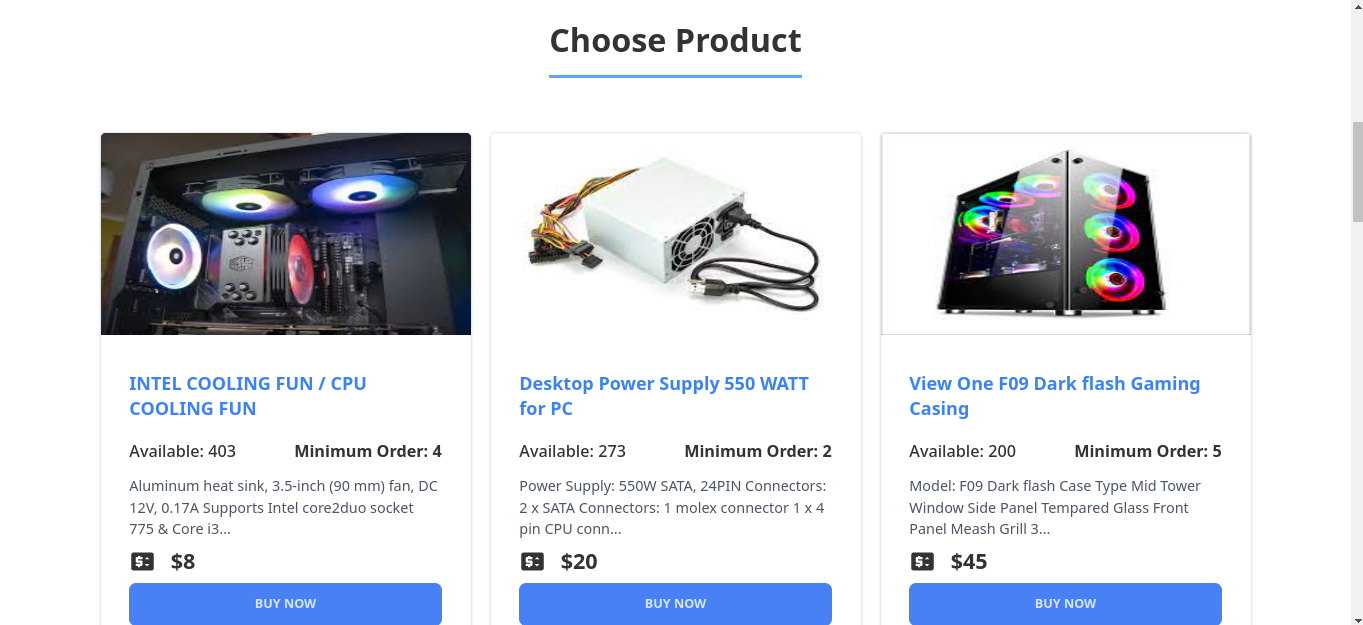 Choose Product
INTEL COOLING FUN / CPU
COOLING FUN
Available: 403 Minimum Order: 4
Aluminum heat sink, 3.5-inch (90 mm) fan, DC
12V, 0.17A Supports Intel core2duo socket
775 & Core i3...
$8
BUY NOW
Desktop Power Supply 550 WATT
for PC
Available: 273 Minimum Order: 2
Power Supply: 550W SATA, 24PIN Connectors:
2 x SATA Connectors: 1 molex connector 1 x 4
pin CPU conn...
$20
BUY NOW
View One F09 Dark flash Gaming
Casing
Available: 200 Minimum Order: 5
Model: F09 Dark flash Case Type Mid Tower
Window Side Panel Tempared Glass Front
Panel Meash Grill 3...
$45
BUY NOW